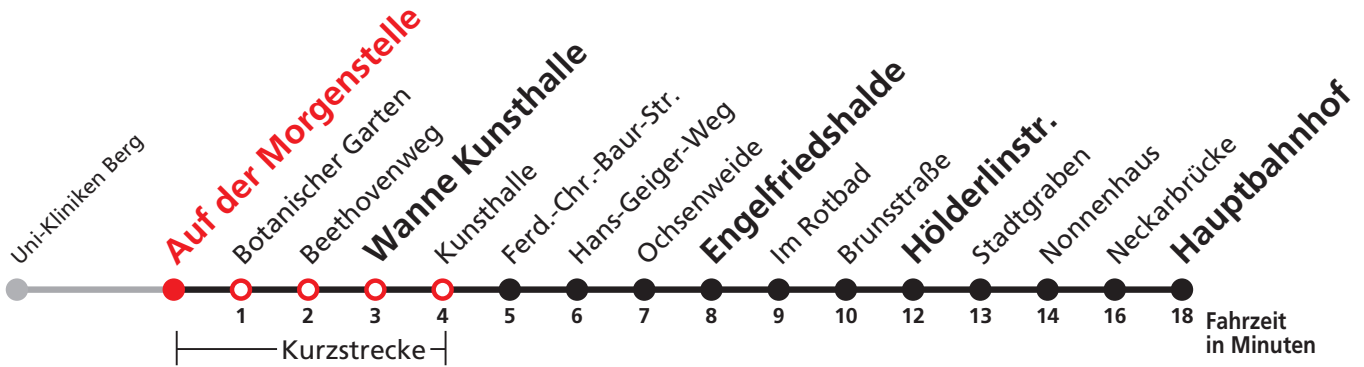 Uni-Kliniken Berg
Auf der Morgenstelle
Botanischer Garten
Beethovenweg
Wanne Kunsthalle
Kunsthalle
Ferd.-Chr.-Baur-Str.
Hans-Geiger-Weg
Ochsenweide
Engelfriedshalde
Im Rotbad
Brunsstraße
Hölderlinstr.
Stadtgraben
Nonnenhaus
Neckarbrücke
Hauptbahnhof
1 2 3 4 5 6 7 8 9 10 12 13 14 16 18 Fahrzeit
in Minuten
Kurzstrecke